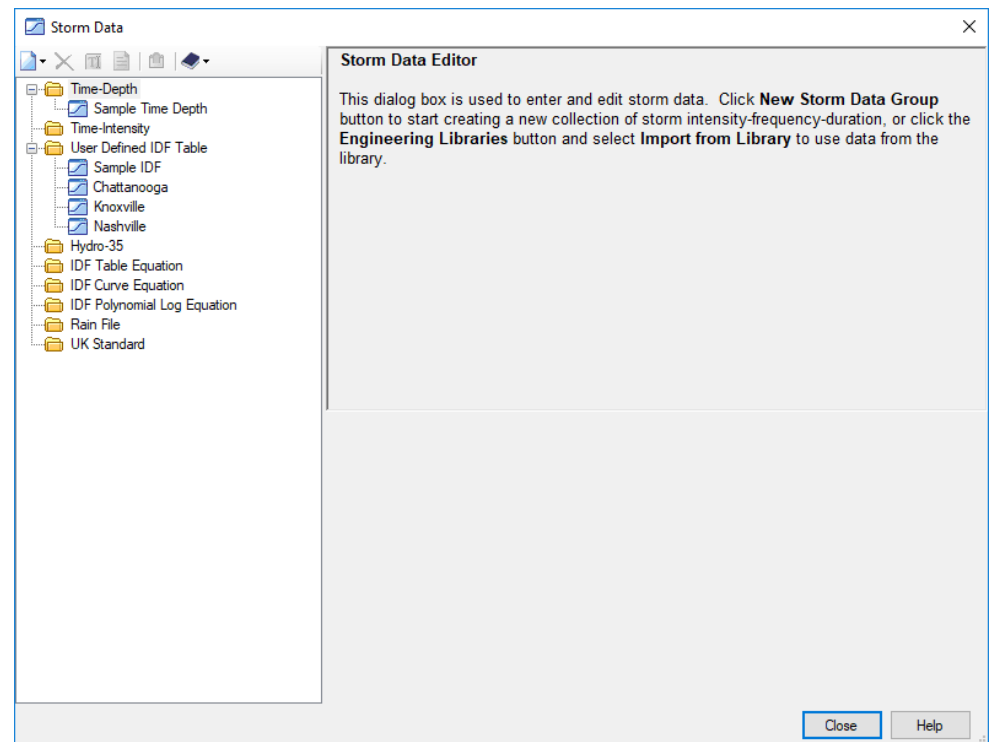 Storm Data
Time-Depth
Sample Time Depth
Time-Intensity
User Defined IDF Table
Sample IDF
Chattanooga
Knoxville
Nashville
Hydro-35
IDF Table Equation
IDF Curve Equation
IDF Polynomial Log Equation
Rain File
UK Standard
Storm Data Editor
This dialog box is used to enter and edit storm data. Click New Storm Data Group
button to start creating a new collection of storm intensity-frequency-duration, or click the
Engineering Libraries button and select Import from Library to use data from the
library.
Close
Help